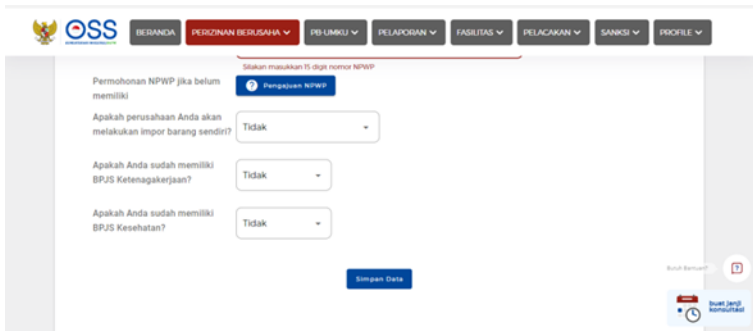 OSS
BERANDA PERIZINAN BERUSAHA PB-UMKU PELAPORAN FASILITAS PELACAKAN SANKSI PROFILE
Silakan masukkan 15 digit nomor NPWP
Permohonan NPWP jika belum
memiliki
? Pengajuan NPWP
Apakah perusahaan Anda akan
melakukan impor barang sendiri?
Tidak
Apakah Anda sudah memiliki
BPJS Ketenagakerjaan?
Tidak
Apakah Anda sudah memiliki
BPJS Kesehatan?
Tidak
Simpan Data
Butuh Bantuan?
buat janji
konsultasi